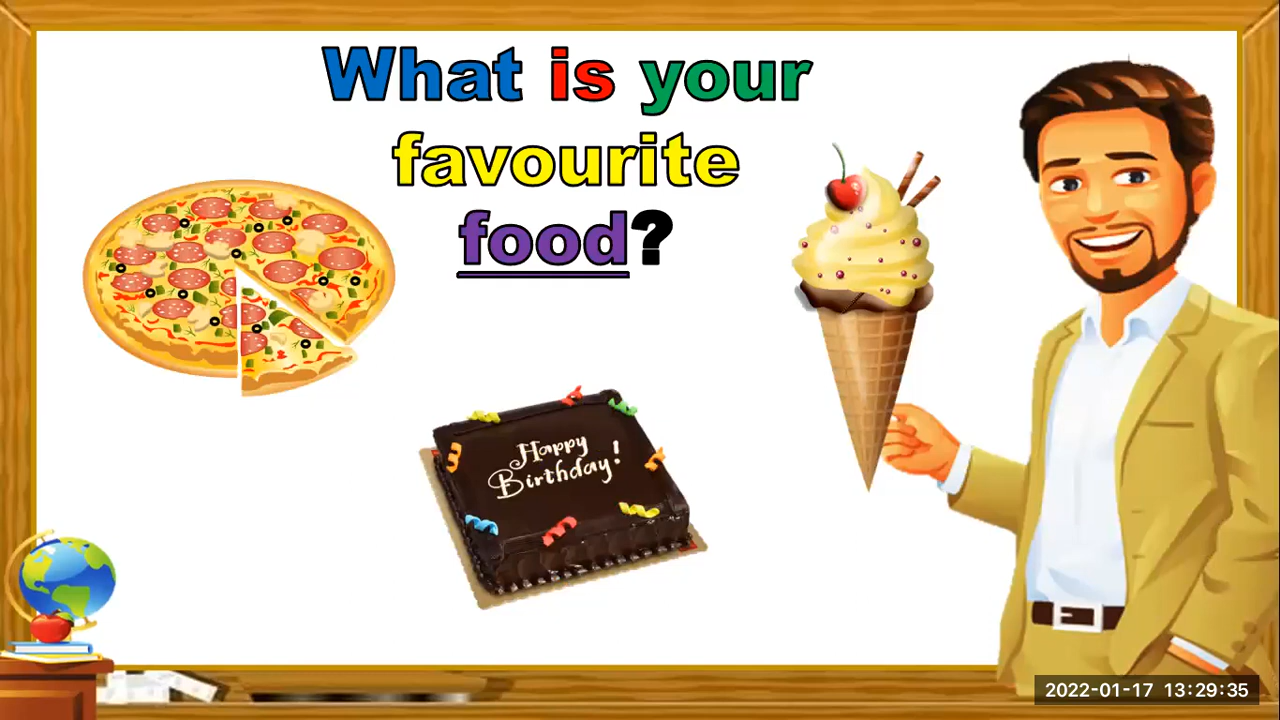 What is your
favourite
food?
Happy
Birthday!
2022-01-17 13:29:35